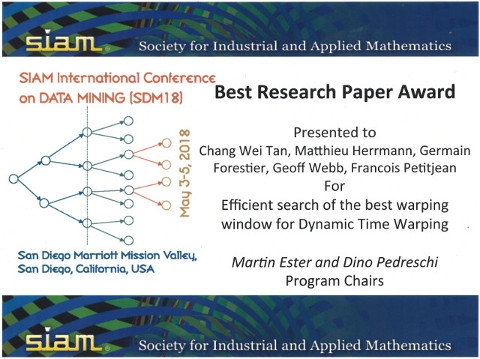 siam® Society for Industrial and Applied Mathematics
SIAM International Conference
on DATA MINING (SDM18)
May 3-5, 2018
San Diego Marriott Mission Valley,
San Diego, California, USA
Best Research Paper Award
Presented to
Chang Wei Tan, Matthieu Herrmann, Germain
Forestier, Geoff Webb, Francois Petitjean
For
Efficient search of the best warping
window for Dynamic Time Warping
Martin Ester and Dino Pedreschi
Program Chairs
siam® Society for Industrial and Applied Mathematics